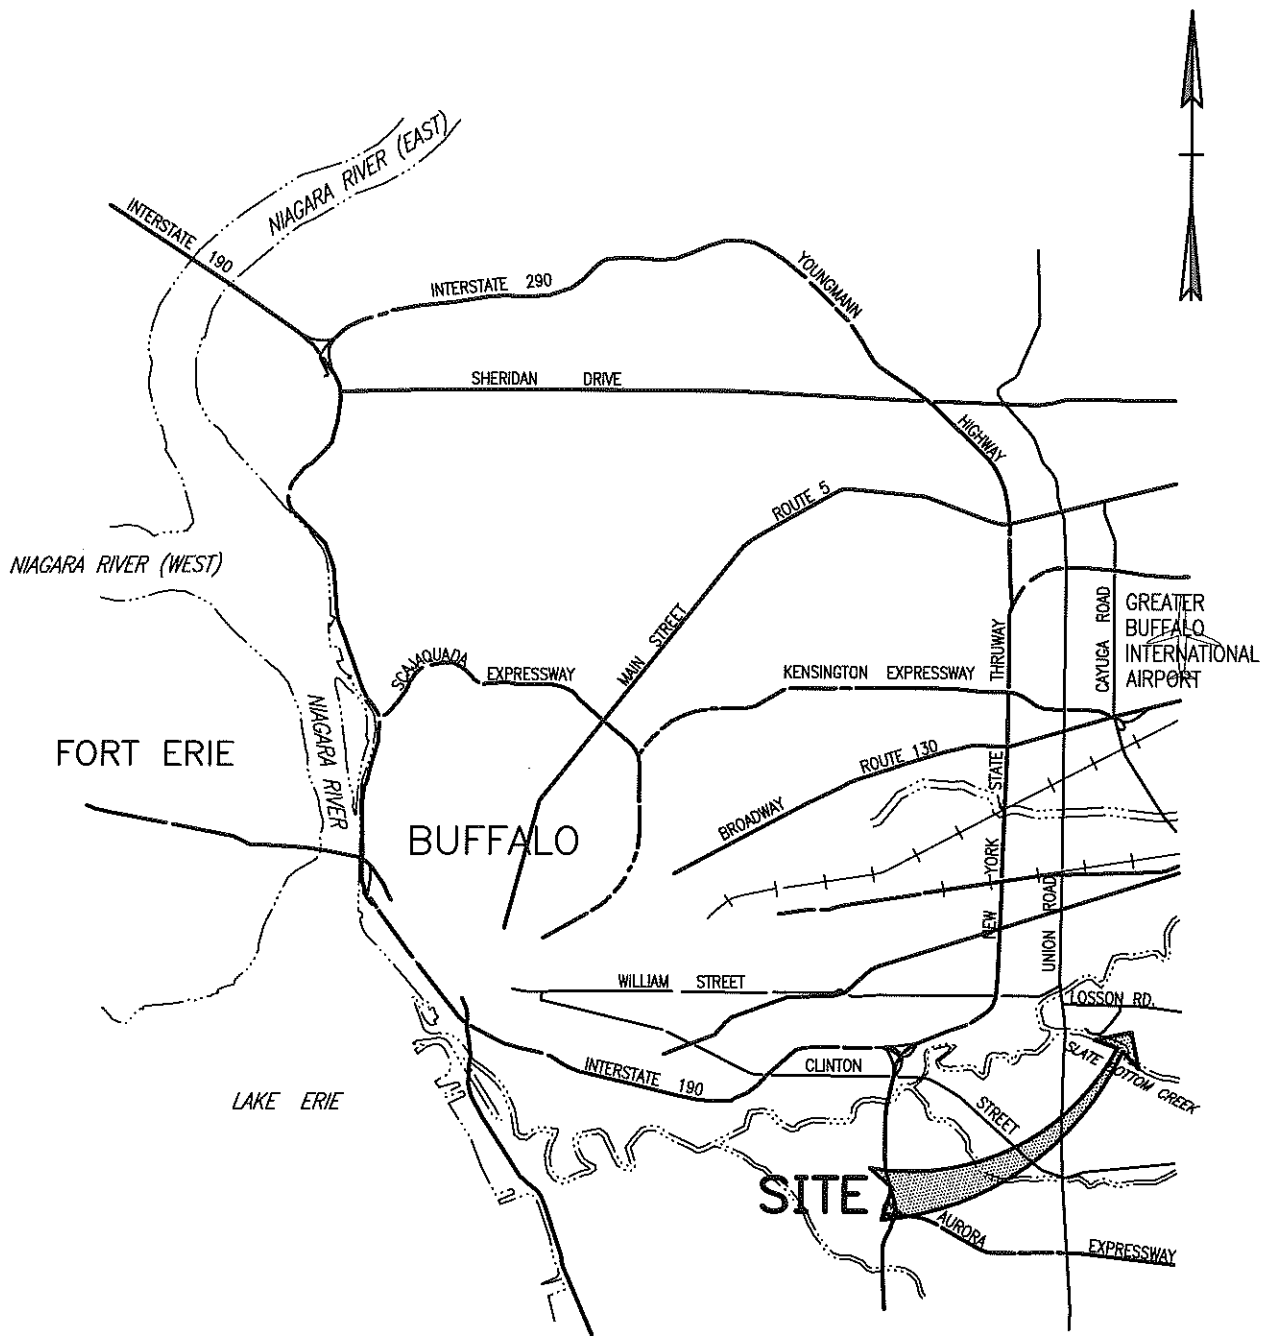 NIAGARA RIVER (EAST)
INTERSTATE 190
INTERSTATE 290
YOUNGMANN
HIGHWAY
SHERIDAN DRIVE
ROUTE 5
MAIN STREET
NIAGARA RIVER (WEST)
CAYUGA ROAD
GREATER
BUFFALO
INTERNATIONAL
AIRPORT
SCAJAQUADA EXPRESSWAY
KENSINGTON EXPRESSWAY
NEW YORK STATE THRUWAY
FORT ERIE
NIAGARA RIVER
ROUTE 130
BROADWAY
BUFFALO
UNION ROAD
WILLIAM STREET
LOSSON RD.
SLATE BOTTOM CREEK
INTERSTATE 190
CLINTON
STREET
LAKE ERIE
SITE
AURORA
EXPRESSWAY